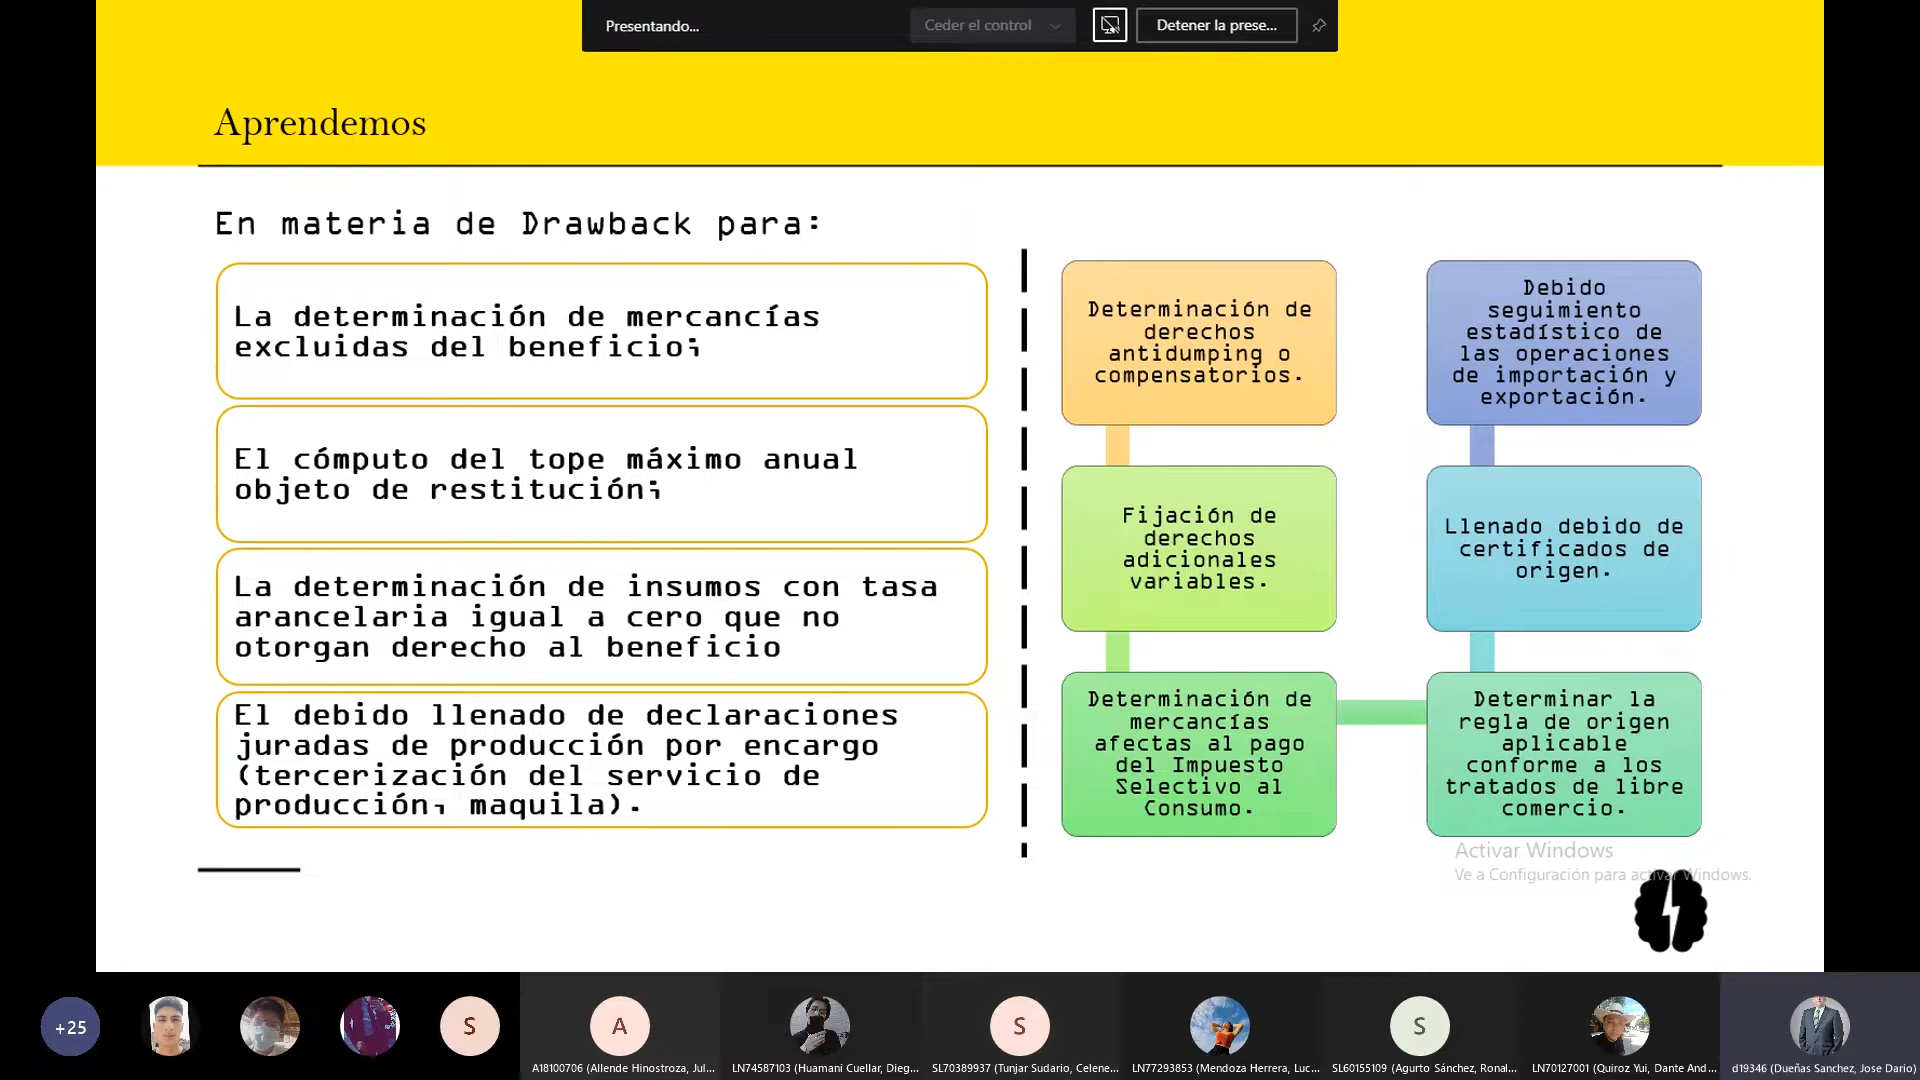 Presentando...
Ceder el control
Detener la prese...
Aprendemos
En materia de Drawback para:
La determinación de mercancías
excluidas del beneficio;
El cómputo del tope máximo anual
objeto de restitución;
La determinación de insumos con tasa
arancelaria igual a cero que no
otorgan derecho al beneficio
El debido llenado de declaraciones
juradas de producción por encargo
(tercerización del servicio de
producción, maquila).
Determinación de
derechos
antidumping o
compensatorios.
Fijación de
derechos
adicionales
variables.
Determinación de
mercancías
afectas al pago
del Impuesto
Selectivo al
Consumo.
Determinar la
regla de origen
aplicable
conforme a los
tratados de libre
comercio.
Llenado debido de
certificados de
origen.
Debido
seguimiento
estadístico de
las operaciones
de importación y
exportación.
Activar Windows
Ve a Configuración para activar Windows.
+25
S
A
S
S
A18100706 (Allende Hinostroza, Jul...
LN74587103 (Huamani Cuellar, Dieg...
SL70389937 (Tunjar Sudario, Celene...
LN77293853 (Mendoza Herrera, Luc...
SL60155109 (Agurto Sánchez, Ronal...
LN70127001 (Quiroz Yui, Dante And...
d19346 (Dueñas Sanchez, Jose Dario)